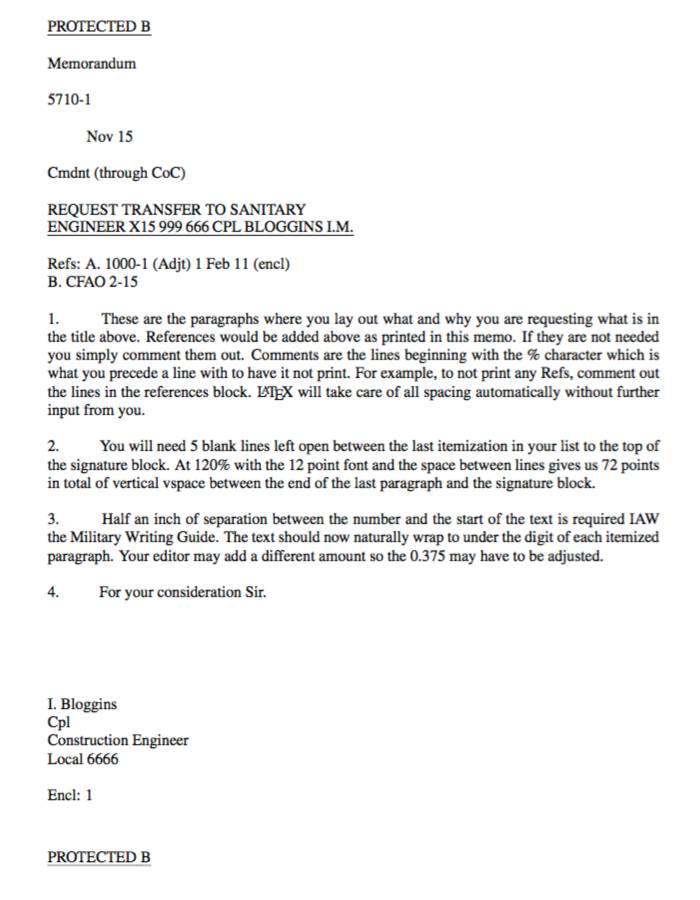 PROTECTED B
Memorandum
5710-1
Nov 15
Cmdnt (through CoC)
REQUEST TRANSFER TO SANITARY
ENGINEER X15 999 666 CPL BLOGGINS I.M.
Refs: A. 1000-1 (Adjt) 1 Feb 11 (encl)
B. CFAO 2-15
1. These are the paragraphs where you lay out what and why you are requesting what is in
the title above. References would be added above as printed in this memo. If they are not needed
you simply comment them out. Comments are the lines beginning with the % character which is
what you precede a line with to have it not print. For example, to not print any Refs, comment out
the lines in the references block. LATEX will take care of all spacing automatically without further
input from you.
2. You will need 5 blank lines left open between the last itemization in your list to the top of
the signature block. At 120% with the 12 point font and the space between lines gives us 72 points
in total of vertical vspace between the end of the last paragraph and the signature block.
3. Half an inch of separation between the number and the start of the text is required IAW
the Military Writing Guide. The text should now naturally wrap to under the digit of each itemized
paragraph. Your editor may add a different amount so the 0.375 may have to be adjusted.
4. For your consideration Sir.
I. Bloggins
Cpl
Construction Engineer
Local 6666
Encl: 1
PROTECTED B